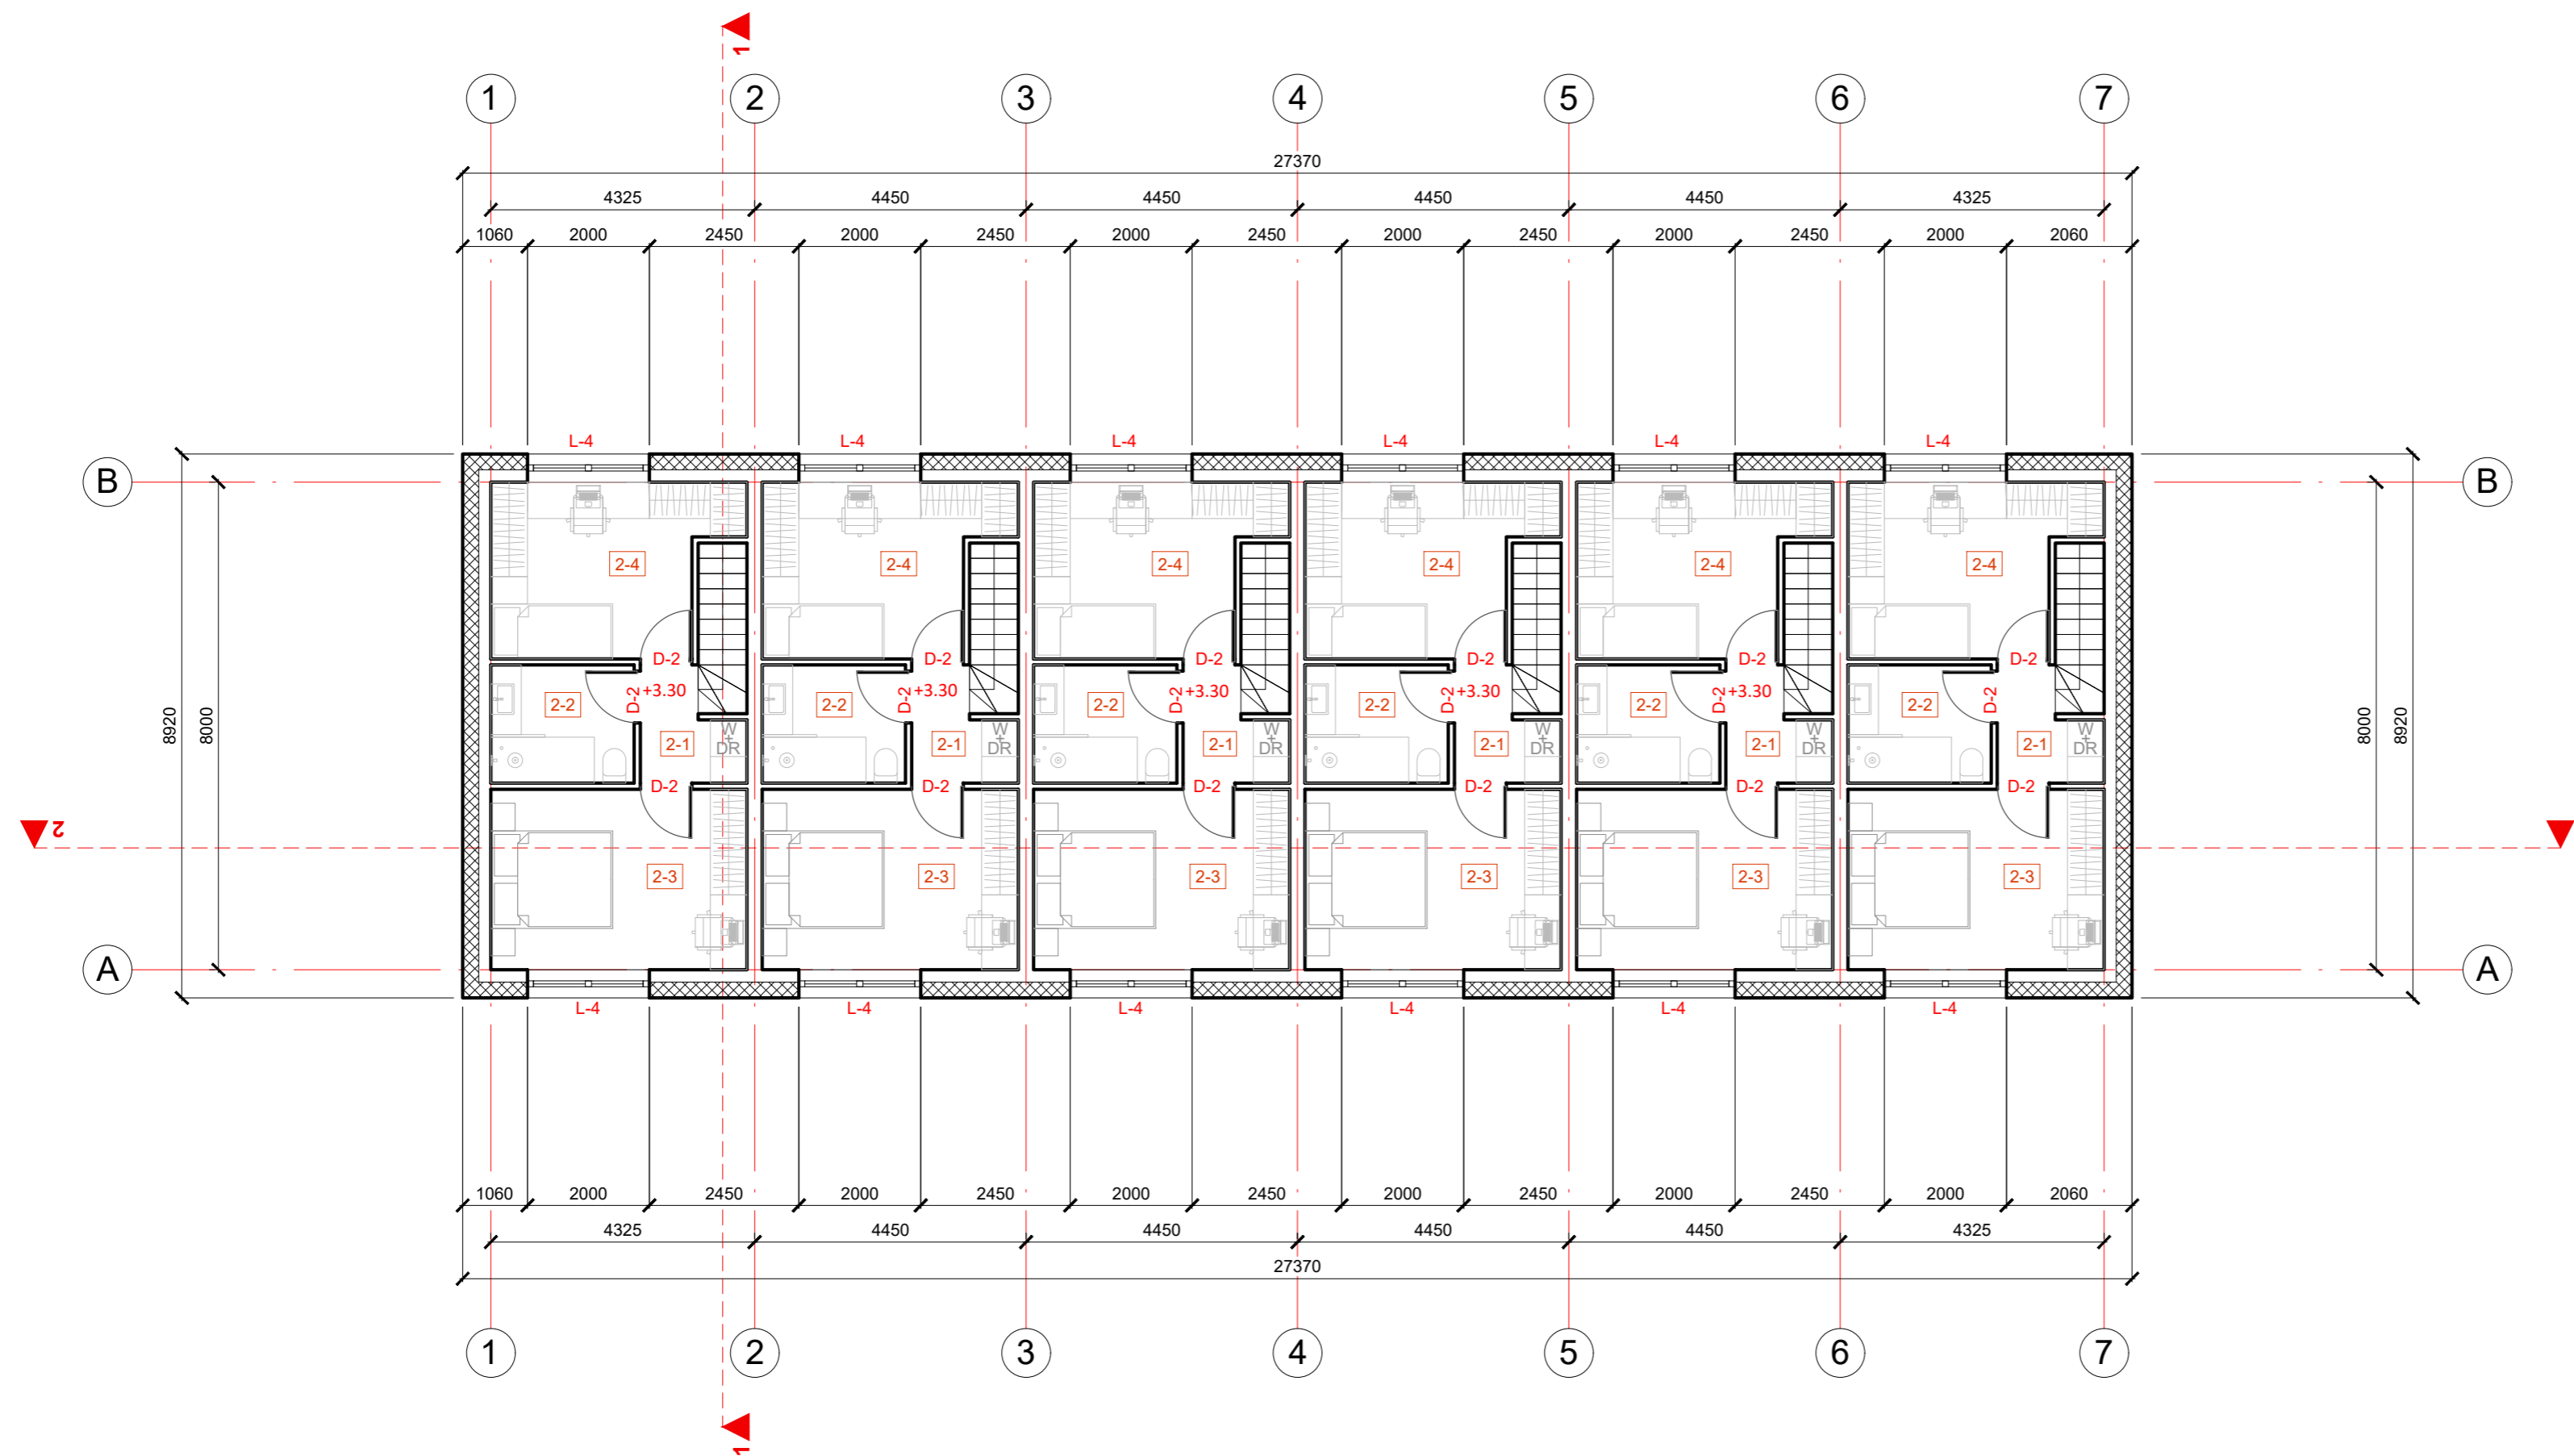 1
1 2 3 4 5 6 7
27370
4325 4450 4450 4450 4450 4325
1060 2000 2450 2000 2450 2000 2450 2000 2450 2000 2450 2000 2060
L-4 L-4 L-4 L-4 L-4 L-4
B B
2-4 2-4 2-4 2-4 2-4 2-4
D-2 D-2 D-2 D-2 D-2 D-2
+3.30 +3.30 +3.30 +3.30 +3.30
D-2 D-2 D-2 D-2 D-2 D-2
2-2 2-2 2-2 2-2 2-2 2-2
8920 8000 8000 8920
W W W W W W
+ + + + + +
2-1 2-1 2-1 2-1 2-1 2-1
DR DR DR DR DR DR
D-2 D-2 D-2 D-2 D-2 D-2
2
2-3 2-3 2-3 2-3 2-3 2-3
A A
L-4 L-4 L-4 L-4 L-4 L-4
1060 2000 2450 2000 2450 2000 2450 2000 2450 2000 2450 2000 2060
4325 4450 4450 4450 4450 4325
27370
1 2 3 4 5 6 7
1